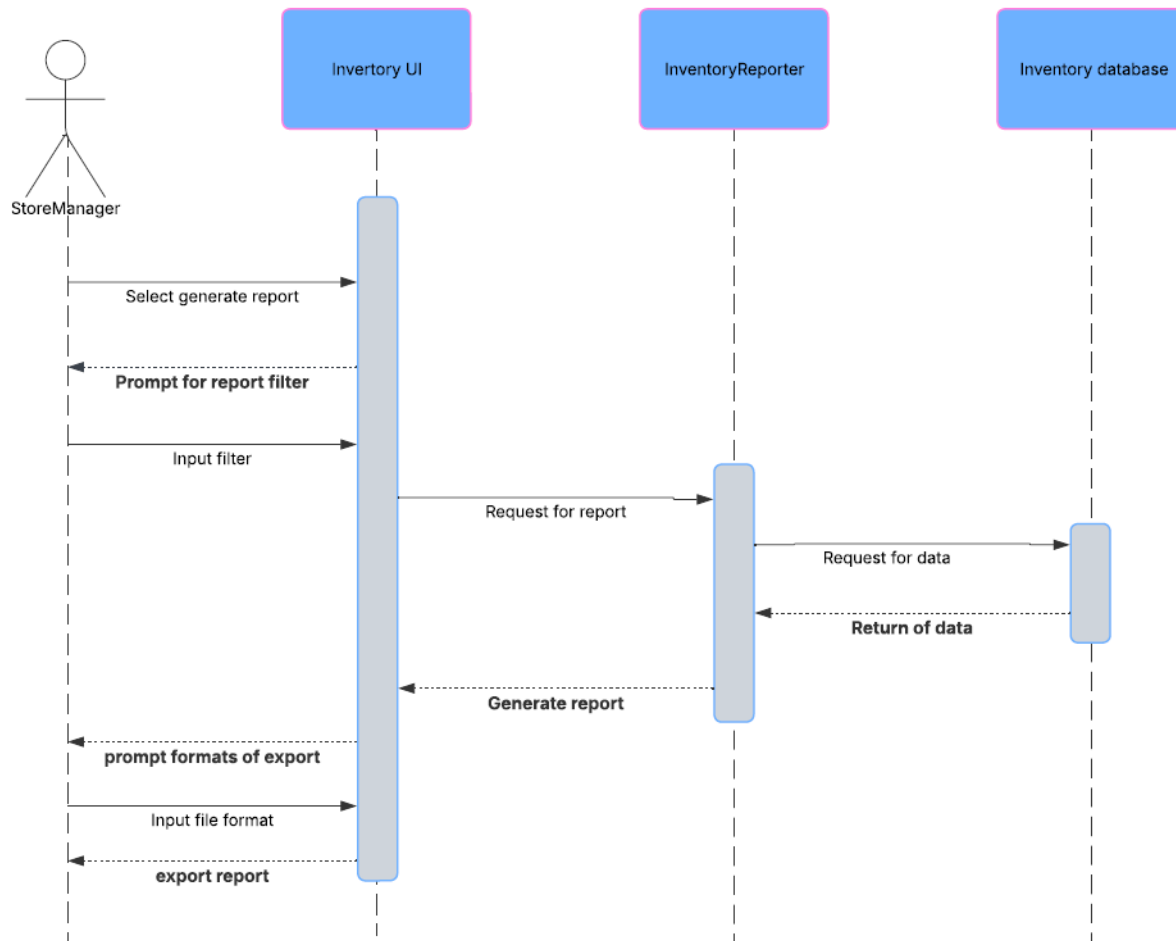 Invertory UI
InventoryReporter
Inventory database
StoreManager
Select generate report
Prompt for report filter
Input filter
Request for report
Request for data
Return of data
Generate report
prompt formats of export
Input file format
export report